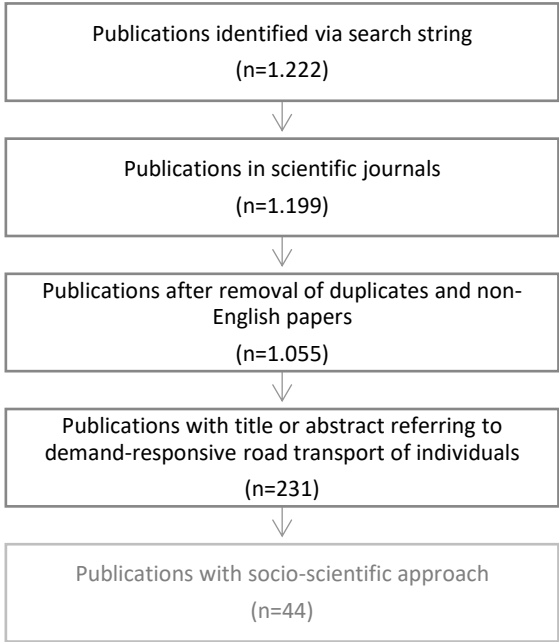 Publications identified via search string
(n=1.222)
Publications in scientific journals
(n=1.199)
Publications after removal of duplicates and non-
English papers
(n=1.055)
Publications with title or abstract referring to
demand-responsive road transport of individuals
(n=231)
Publications with socio-scientific approach
(n=44)